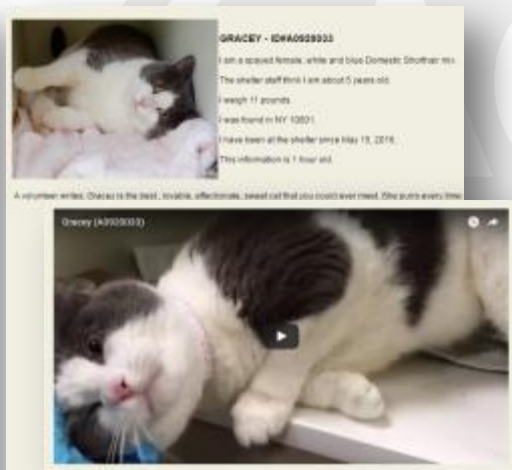 GRACEY - ID#A0929033
I am a spayed female, white and blue Domestic Shorthair mix.
The shelter staff think I am about 5 years old.
I weigh 11 pounds.
I was found in NY 10801.
I have been at the shelter since May 15, 2016.
This information is 1 hour old.
A volunteer writes: Gracey is the best, lovable, affectionate, sweet cat that you could ever meet. She purrs every time
Gracey (A0929033)